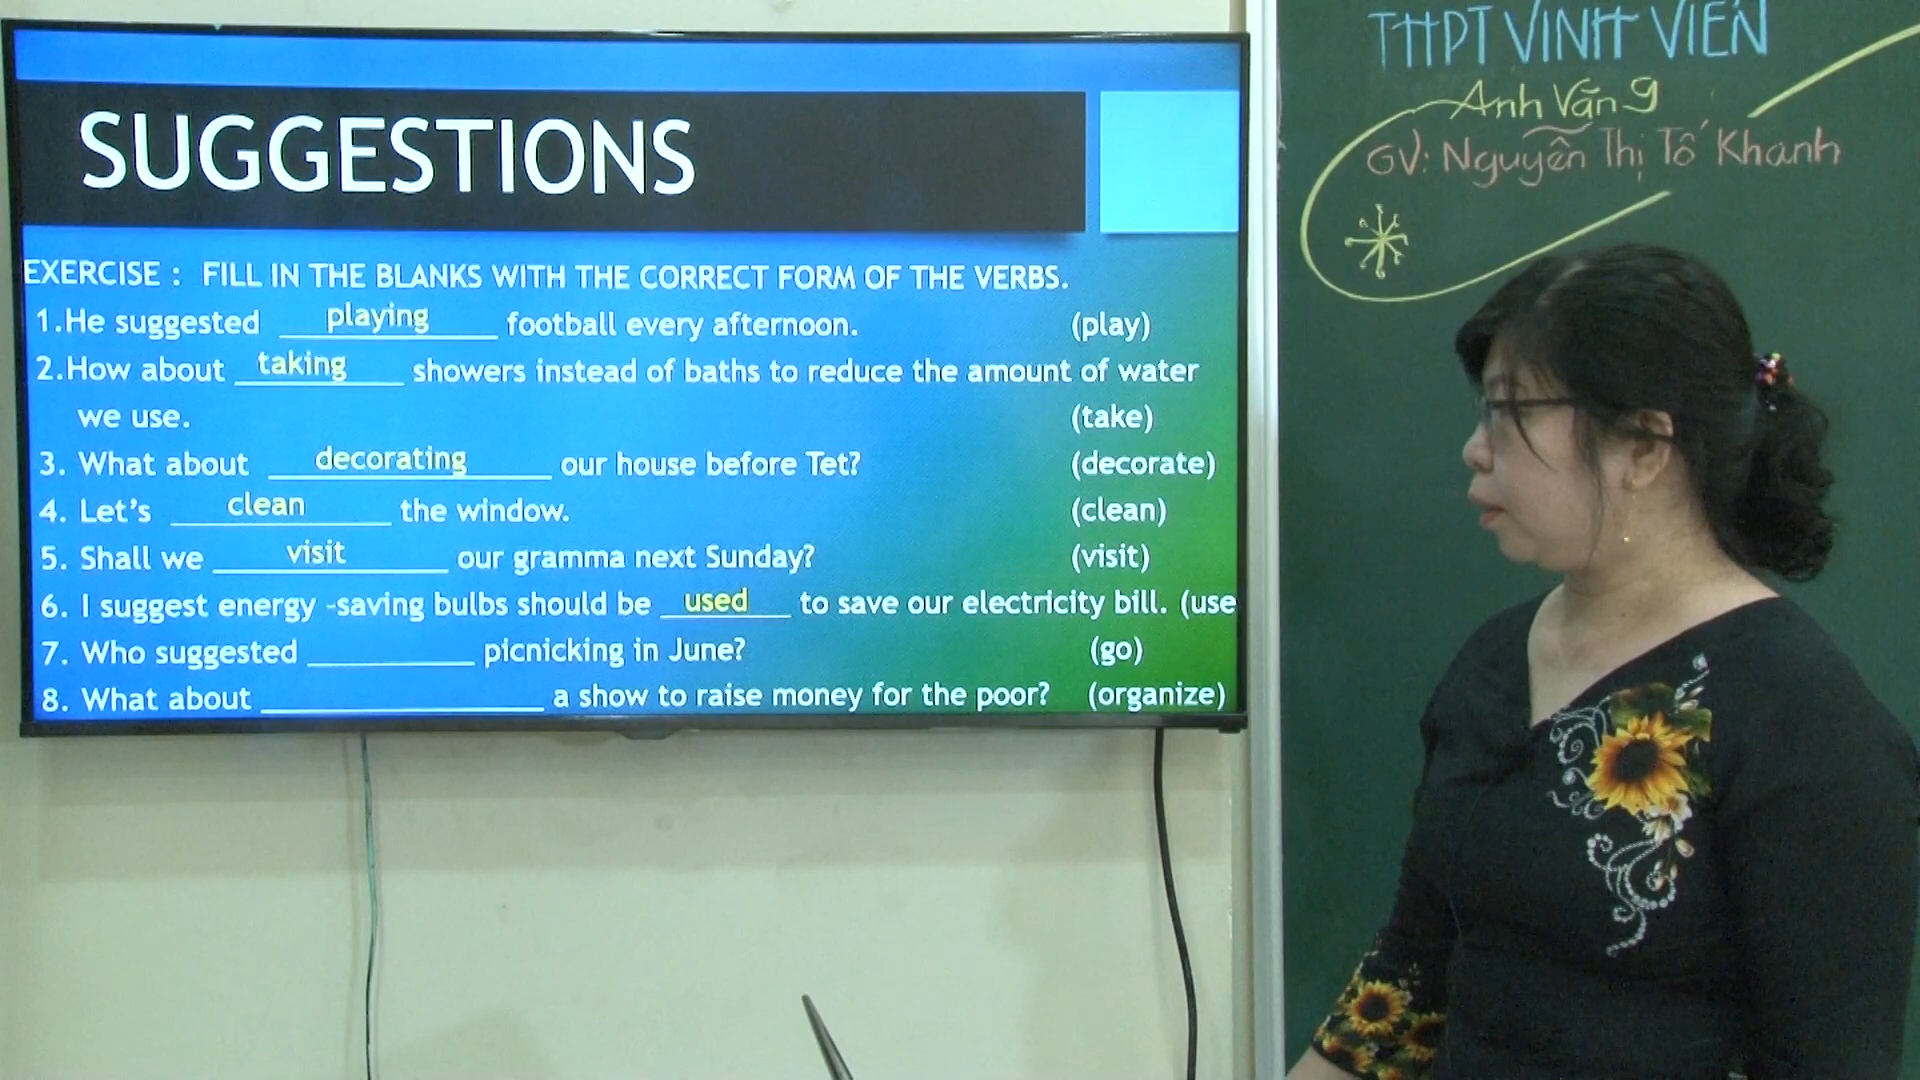 SUGGESTIONS
EXERCISE : FILL IN THE BLANKS WITH THE CORRECT FORM OF THE VERBS.
1.He suggested playing football every afternoon. (play)
2.How about taking showers instead of baths to reduce the amount of water
we use. (take)
3. What about decorating our house before Tet? (decorate)
4. Let's clean the window. (clean)
5. Shall we visit our gramma next Sunday? (visit)
6. I suggest energy -saving bulbs should be used to save our electricity bill. (use
7. Who suggested __________ picnicking in June? (go)
8. What about __________ a show to raise money for the poor? (organize)
THPT VĨNH VIỄN
Anh Văn 9
GV: Nguyễn Thị Tố Khanh